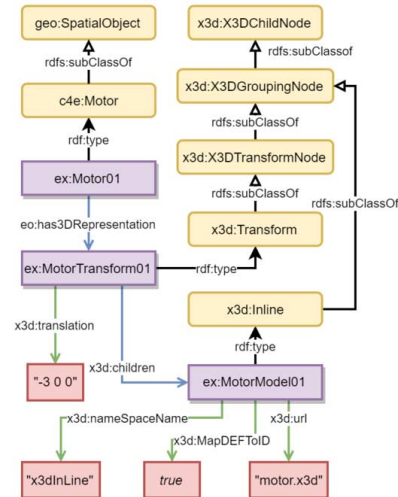 geo:SpatialObject
x3d:X3DChildNode
rdfs:subClassOf
rdfs:subClassof
c4e:Motor
x3d:X3DGroupingNode
rdf:type
rdfs:subClassOf
x3d:X3DTransformNode
ex:Motor01
rdfs:subClassOf
rdfs:subClassOf
eo:has3DRepresentation
x3d:Transform
ex:MotorTransform01
rdf:type
x3d:Inline
x3d:translation
rdf:type
x3d:children
"-3 0 0"
ex:MotorModel01
x3d:nameSpaceName
x3d:url
x3d:MapDEFToID
"x3dInLine"
true
"motor.x3d"